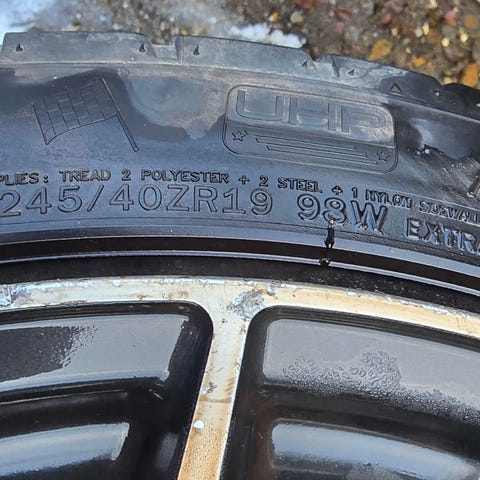 UHP
PLIES: TREAD 2 POLYESTER + 2 STEEL + 1 NYLON SIDEWALL
245/40ZR19 98W EXTRA